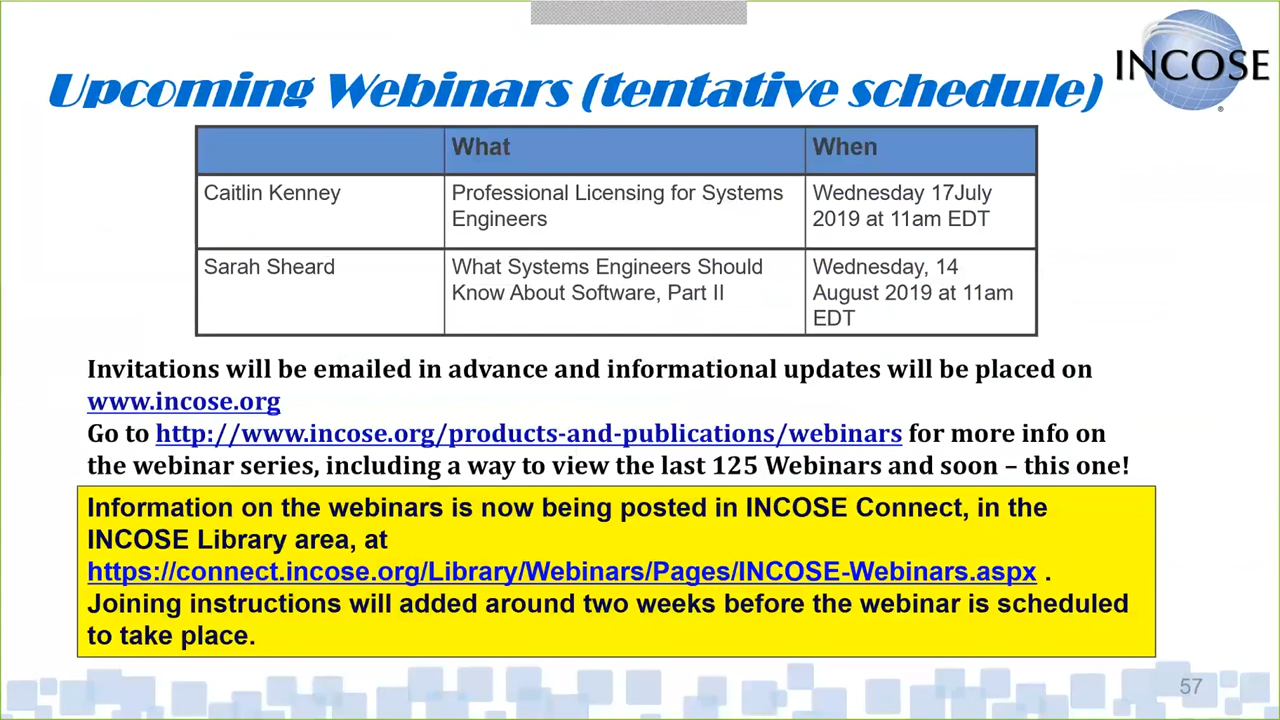 INCOSE
®
Upcoming Webinars (tentative schedule)
What
When
Caitlin Kenney
Professional Licensing for Systems
Engineers
Wednesday 17July
2019 at 11am EDT
Sarah Sheard
What Systems Engineers Should
Know About Software, Part II
Wednesday, 14
August 2019 at 11am
EDT
Invitations will be emailed in advance and informational updates will be placed on
www.incose.org
Go to http://www.incose.org/products-and-publications/webinars for more info on
the webinar series, including a way to view the last 125 Webinars and soon – this one!
Information on the webinars is now being posted in INCOSE Connect, in the
INCOSE Library area, at
https://connect.incose.org/Library/Webinars/Pages/INCOSE-Webinars.aspx .
Joining instructions will added around two weeks before the webinar is scheduled
to take place.
57